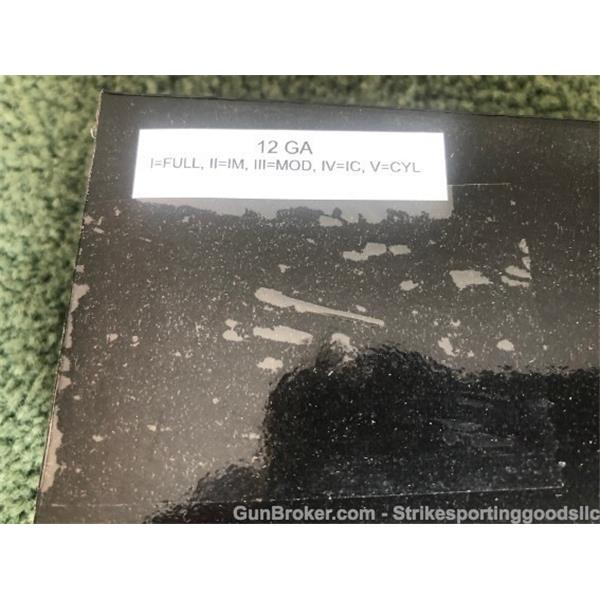 12 GA
I=FULL, II=IM, III=MOD, IV=IC, V=CYL
GunBroker.com - Strikesportinggoodsllc